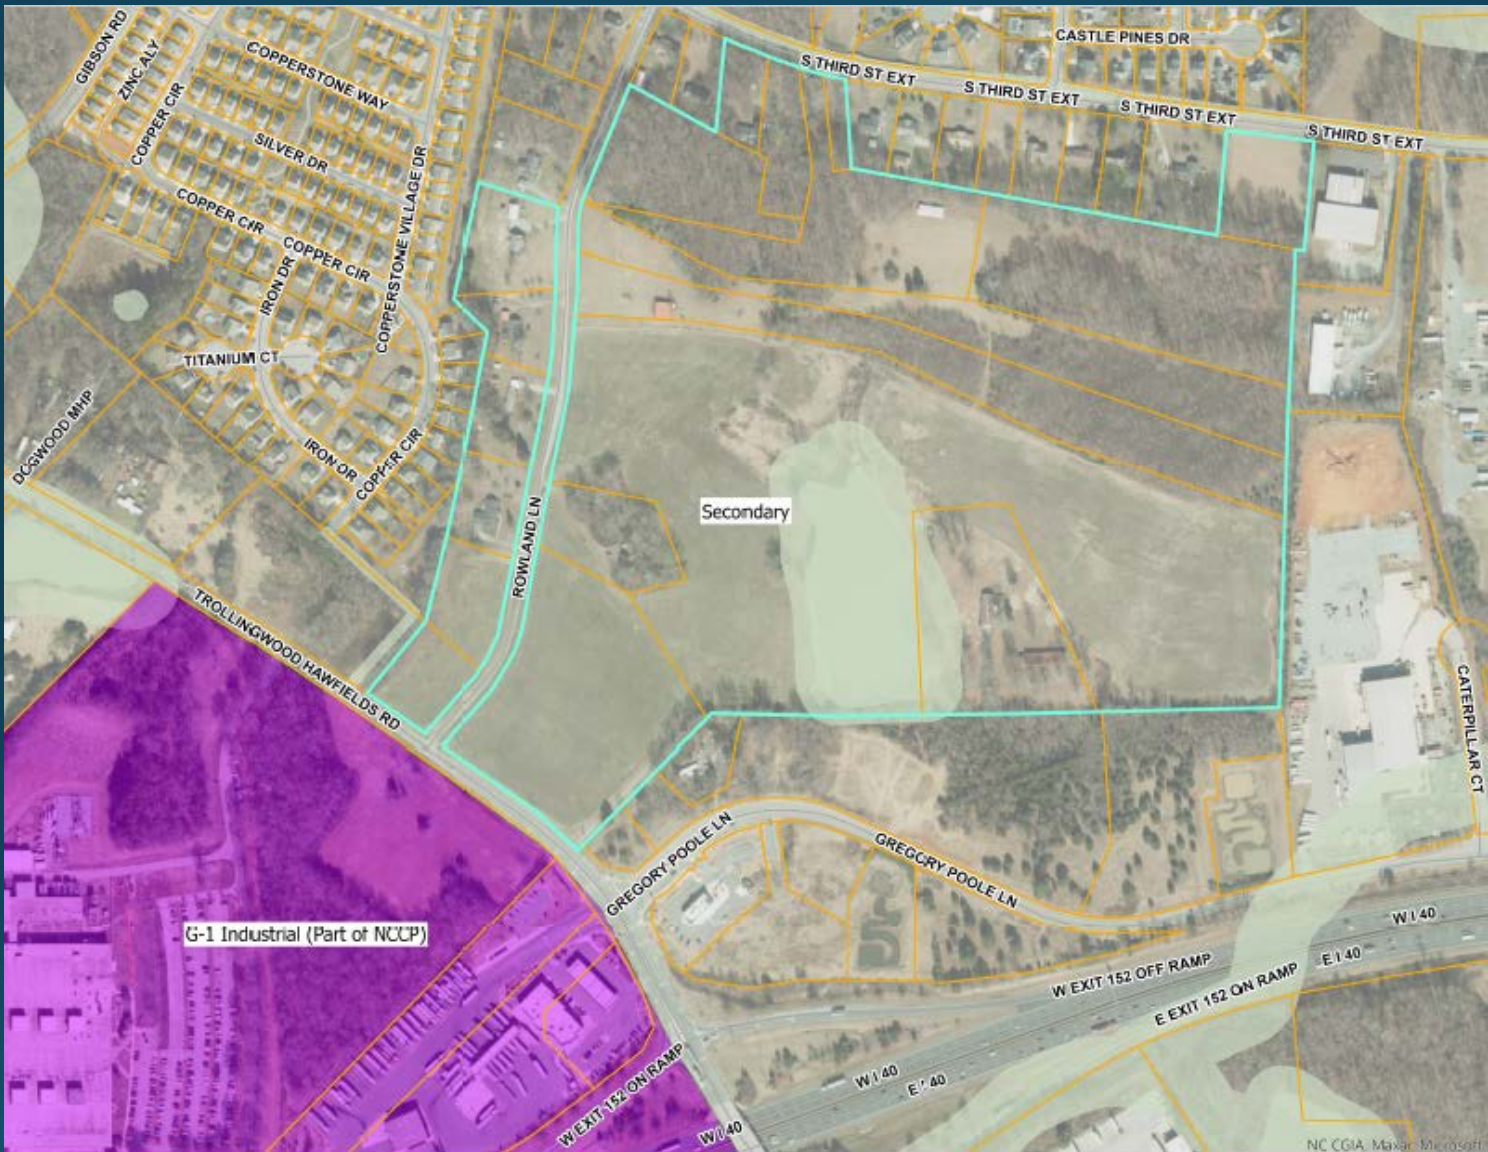 GIBSON RD
ZINC ALY
COPPERSTONE WAY
COPPER CIR
SILVER DR
COPPERSTONE VILLAGE DR
COPPER CIR
COPPER CIR
IRON DR
TITANIUM CT
IRON DR
COPPER CIR
DOGWOOD MHP
CASTLE PINES DR
S THIRD ST EXT
S THIRD ST EXT
S THIRD ST EXT
S THIRD ST EXT
Secondary
ROWLAND LN
TROLLINGWOOD HAWFIELDS RD
CATERPILLAR CT
GREGORY POOLE LN
GREGORY POOLE LN
G-1 Industrial (Part of NCCP)
W I 40
E I 40
W EXIT 152 OFF RAMP
E EXIT 152 ON RAMP
W I 40
E I 40
W EXIT 152 ON RAMP
W I 40
NC CGIA, Maxar, Microsoft